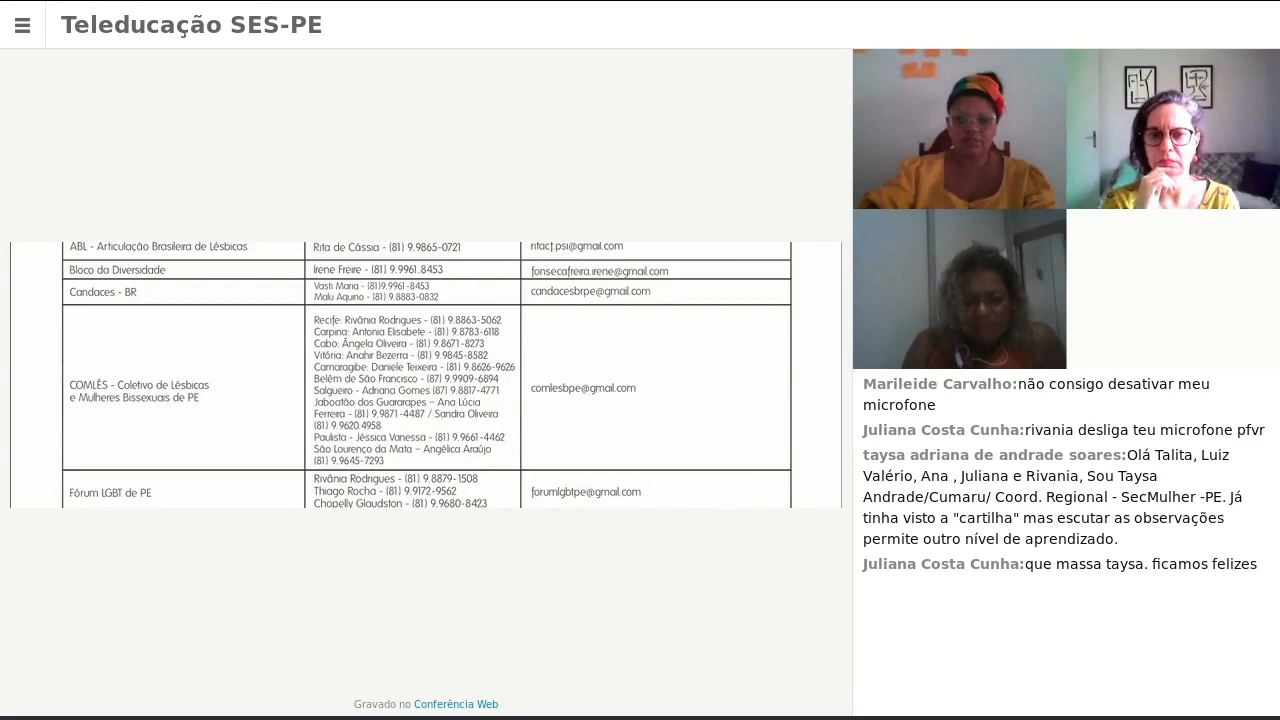 Teleducação SES-PE
ABL - Articulação Brasileira de Lésbicas
Rita de Cássia - (81) 9.9865-0721
ritacf.psi@gmail.com
Bloco da Diversidade
Irene Freire - (81) 9.9961.8453
fonsecafreira.irene@gmail.com
Candaces - BR
Vasti Maria - (81)9.9961-8453
Malu Aquino - (81) 9.8883-0832
candacesbrpe@gmail.com
COMLÉS - Coletivo de Lésbicas
e Mulheres Bissexuais de PE
Recife: Rivânia Rodrigues - (81) 9.8863-5062
Carpina: Antonia Elisabete - (81) 9.8783-6118
Cabo: Ângela Oliveira - (81) 9.8671-8273
Vitória: Anahir Bezerra - (81) 9.9845-8582
Camaragibe: Daniele Teixeira - (81) 9.8626-9626
Belém de São Francisco - (87) 9.9909-6894
Salgueiro - Adriana Gomes (87) 9.8817-4771
Jaboatão dos Guararapes – Ana Lúcia
Ferreira - (81) 9.9871-4487 / Sandra Oliveira
(81) 9.9620.4958
Paulista - Jéssica Vanessa - (81) 9.9661-4462
São Lourenço da Mata – Angélica Araújo
(81) 9.9645-7293
comlesbpe@gmail.com
Fórum LGBT de PE
Rivânia Rodrigues - (81) 9.8879-1508
Thiago Rocha - (81) 9.9172-9562
Chopelly Glaudston - (81) 9.9680-8423
forumlgbtpe@gmail.com
Gravado no Conferência Web
Marileide Carvalho:não consigo desativar meu
microfone
Juliana Costa Cunha:rivania desliga teu microfone pfvr
taysa adriana de andrade soares:Olá Talita, Luiz
Valério, Ana , Juliana e Rivania, Sou Taysa
Andrade/Cumaru/ Coord. Regional - SecMulher -PE. Já
tinha visto a "cartilha" mas escutar as observações
permite outro nível de aprendizado.
Juliana Costa Cunha:que massa taysa. ficamos felizes